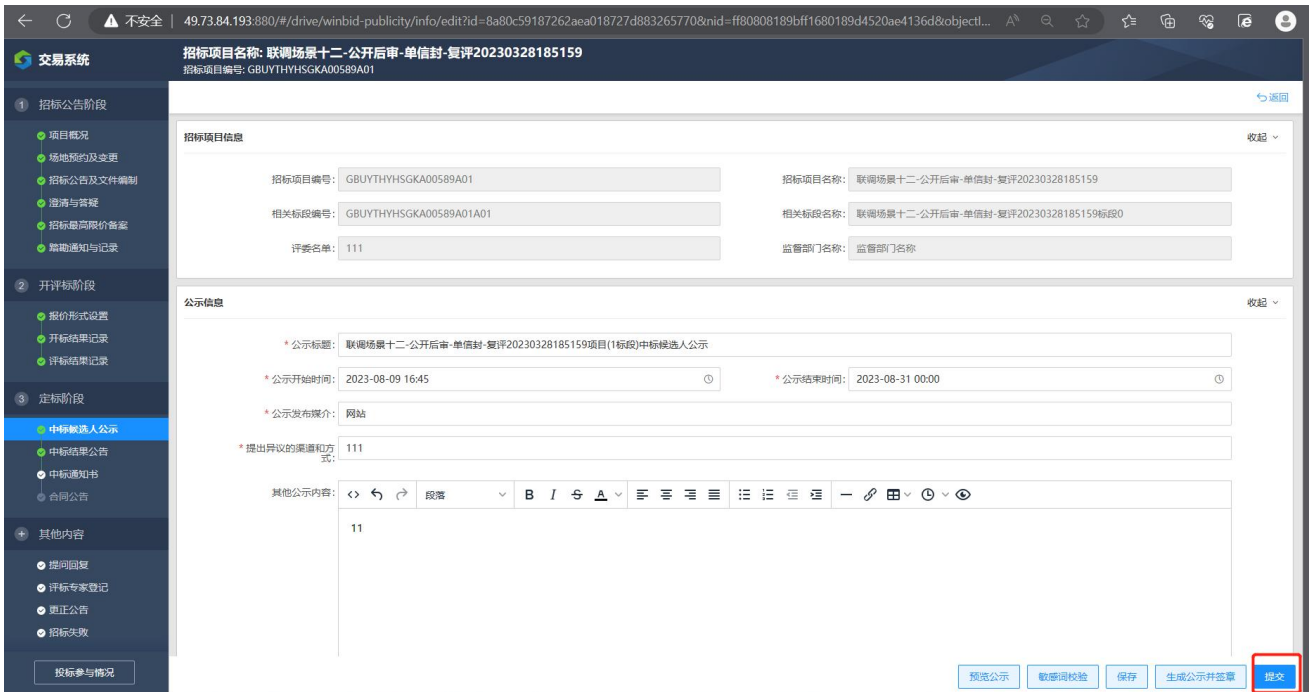 不安全 | 49.73.84.193:880/#/drive/winbid-publicity/info/edit?id=8a80c59187262aea018727d883265770&nid=ff80808189bff1680189d4520ae4136d&objectI...
交易系统
招标项目名称: 联调场景十二-公开后审-单信封-复评20230328185159
招标项目编号: GBUYTHYHSGKA00589A01
1 招标公告阶段
项目概况
场地预约及变更
招标公告及文件编制
澄清与答疑
招标最高限价备案
踏勘通知与记录
2 开评标阶段
报价形式设置
开标结果记录
评标结果记录
3 定标阶段
中标候选人公示
中标结果公告
中标通知书
合同公告
其他内容
提问回复
评标专家登记
更正公告
招标失败
投标参与情况
返回
招标项目信息 收起
招标项目编号: GBUYTHYHSGKA00589A01 招标项目名称: 联调场景十二-公开后审-单信封-复评20230328185159
相关标段编号: GBUYTHYHSGKA00589A01A01 相关标段名称: 联调场景十二-公开后审-单信封-复评20230328185159标段0
评委名单: 111 监督部门名称: 监督部门名称
公示信息 收起
* 公示标题: 联调场景十二-公开后审-单信封-复评20230328185159项目(1标段)中标候选人公示
* 公示开始时间: 2023-08-09 16:45 * 公示结束时间: 2023-08-31 00:00
* 公示发布媒介: 网站
* 提出异议的渠道和方 111
式:
其他公示内容: 段落 B I S A
11
预览公示 敏感词校验 保存 生成公示并签章 提交